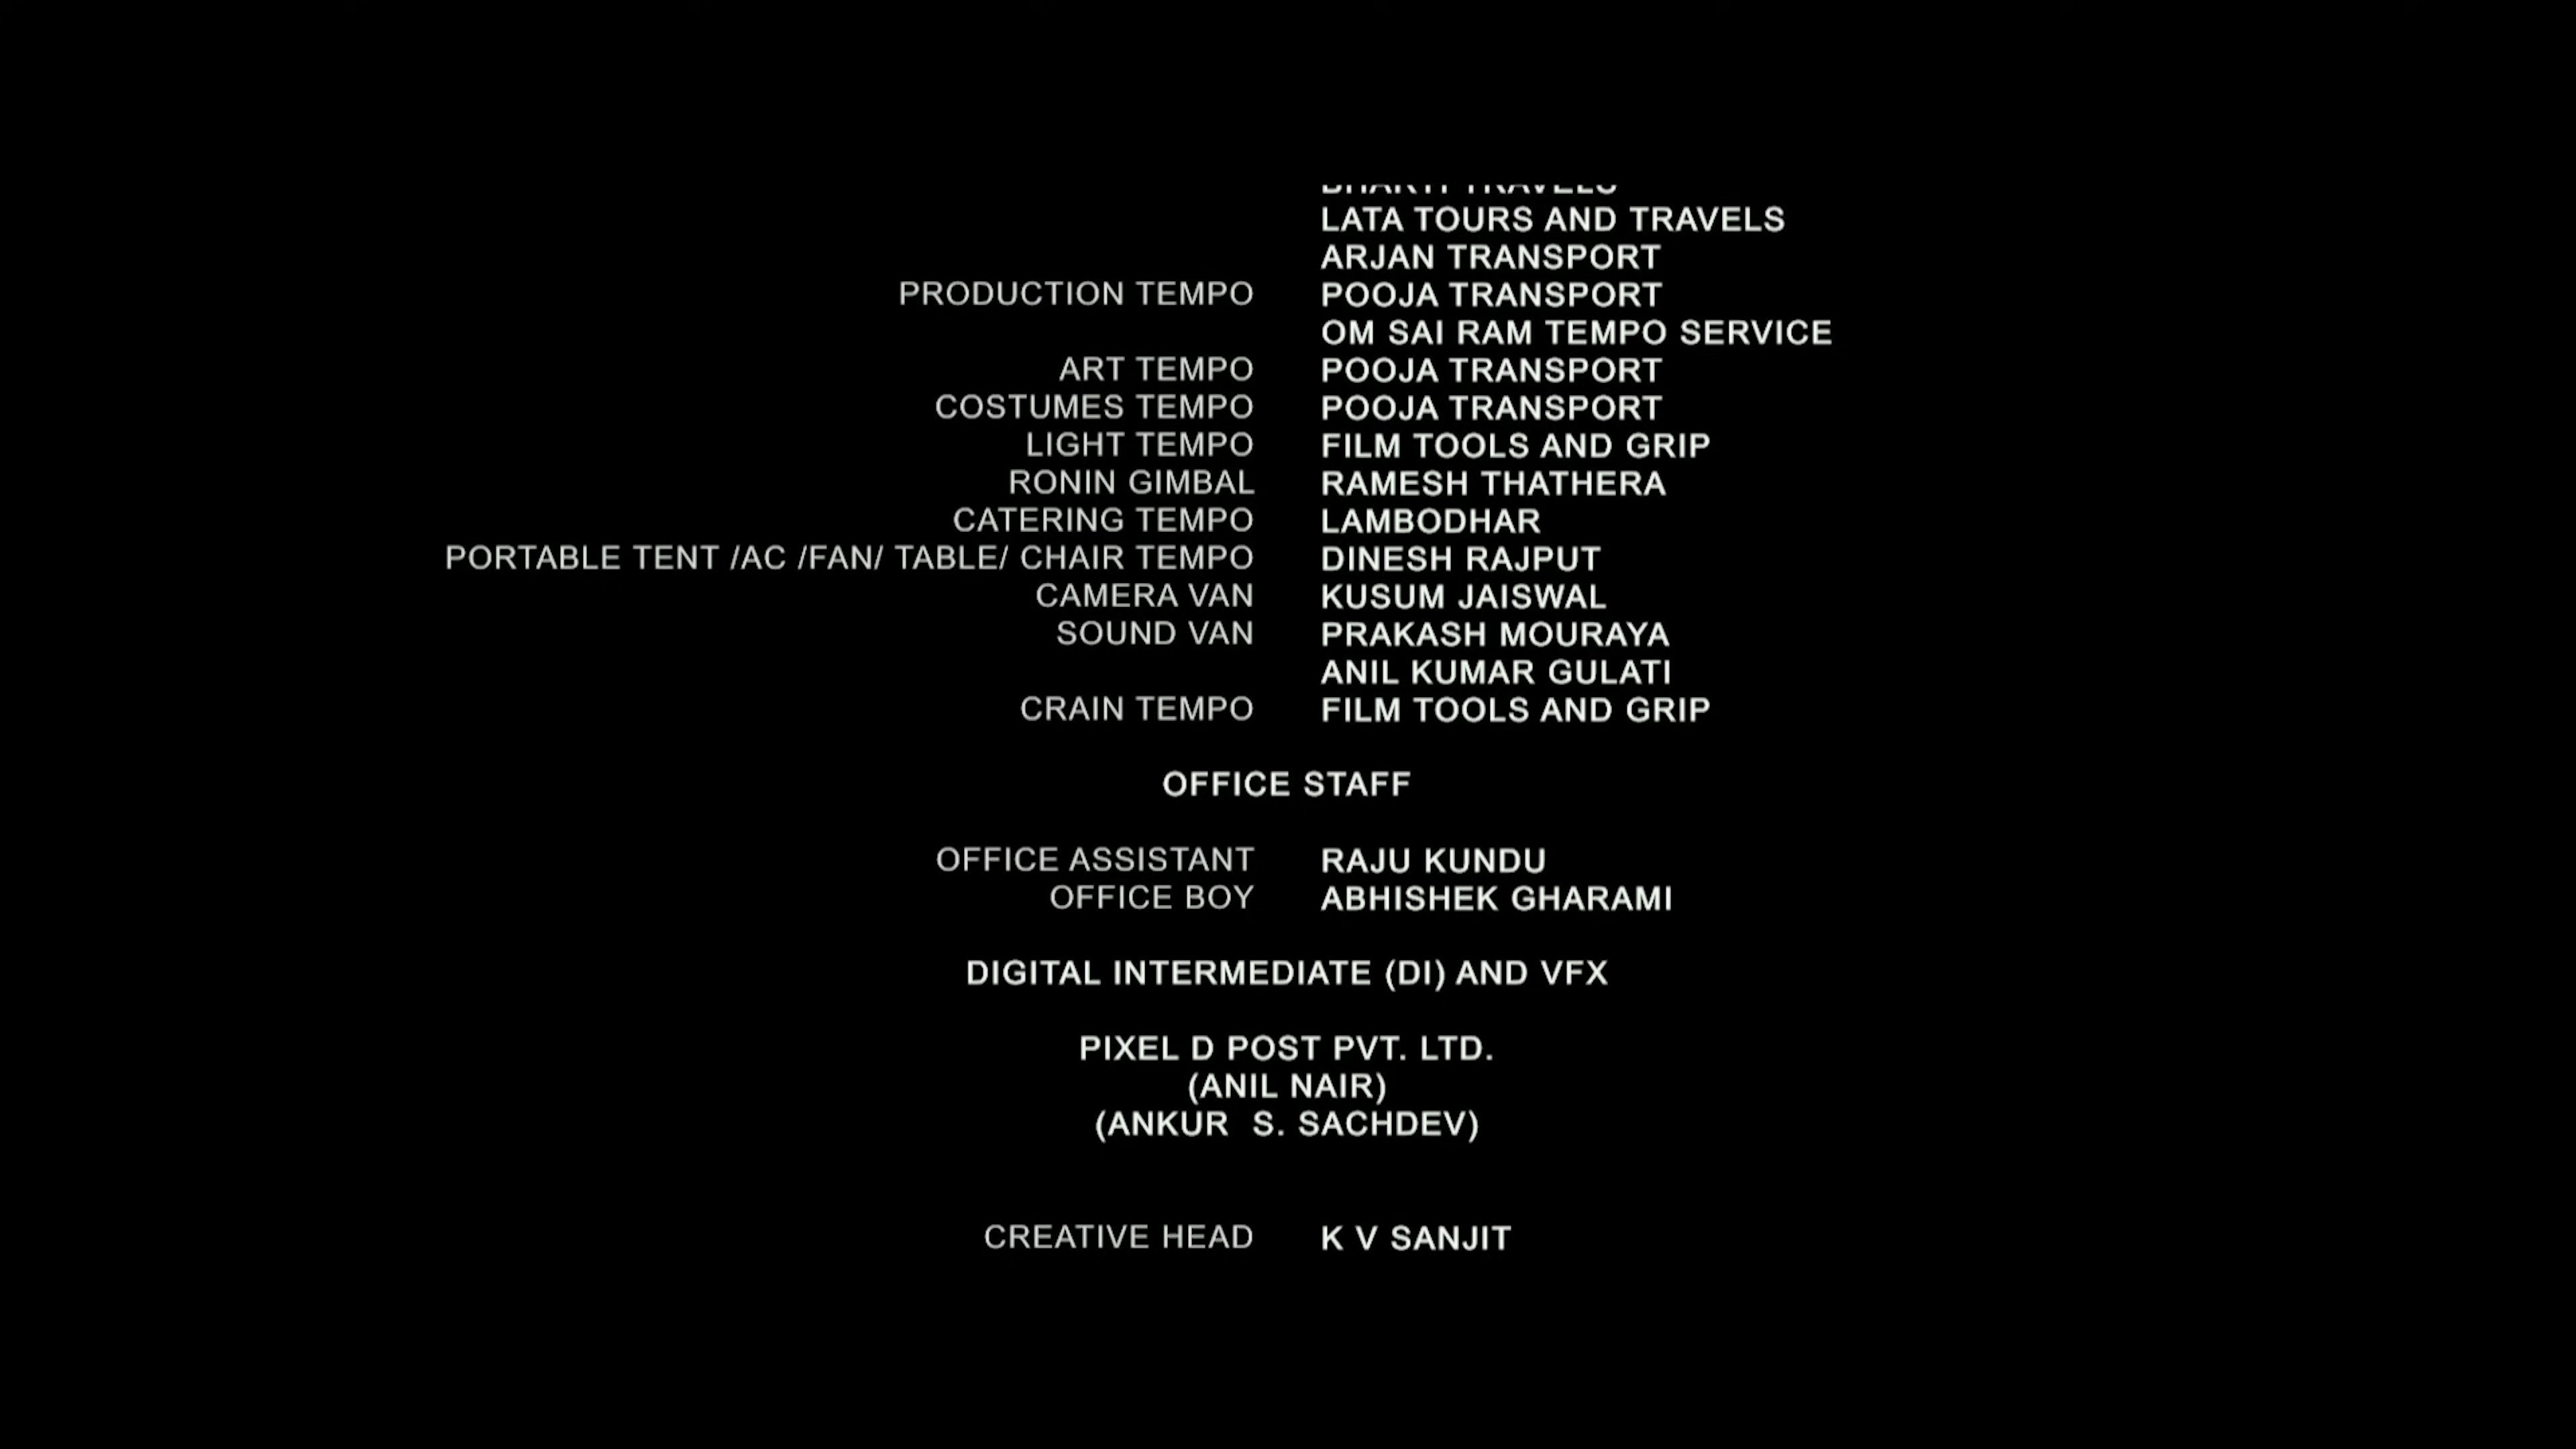 BHAKTI TRAVELS
LATA TOURS AND TRAVELS
ARJAN TRANSPORT
PRODUCTION TEMPO POOJA TRANSPORT
OM SAI RAM TEMPO SERVICE
ART TEMPO POOJA TRANSPORT
COSTUMES TEMPO POOJA TRANSPORT
LIGHT TEMPO FILM TOOLS AND GRIP
RONIN GIMBAL RAMESH THATHERA
CATERING TEMPO LAMBODHAR
PORTABLE TENT /AC /FAN/ TABLE/ CHAIR TEMPO DINESH RAJPUT
CAMERA VAN KUSUM JAISWAL
SOUND VAN PRAKASH MOURAYA
ANIL KUMAR GULATI
CRAIN TEMPO FILM TOOLS AND GRIP
OFFICE STAFF
OFFICE ASSISTANT RAJU KUNDU
OFFICE BOY ABHISHEK GHARAMI
DIGITAL INTERMEDIATE (DI) AND VFX
PIXEL D POST PVT. LTD.
(ANIL NAIR)
(ANKUR  S. SACHDEV)
CREATIVE HEAD K V SANJIT